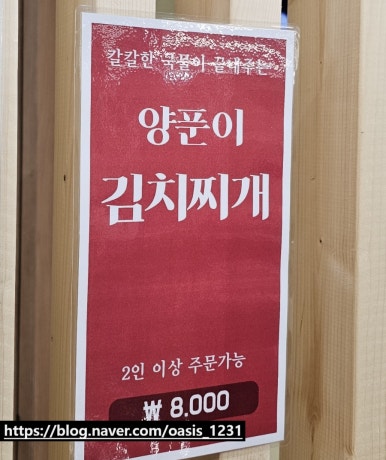 칼칼한 국물이 끝내주는
양푼이
김치찌개
2인 이상 주문가능
₩ 8.000
https://blog.naver.com/oasis_1231